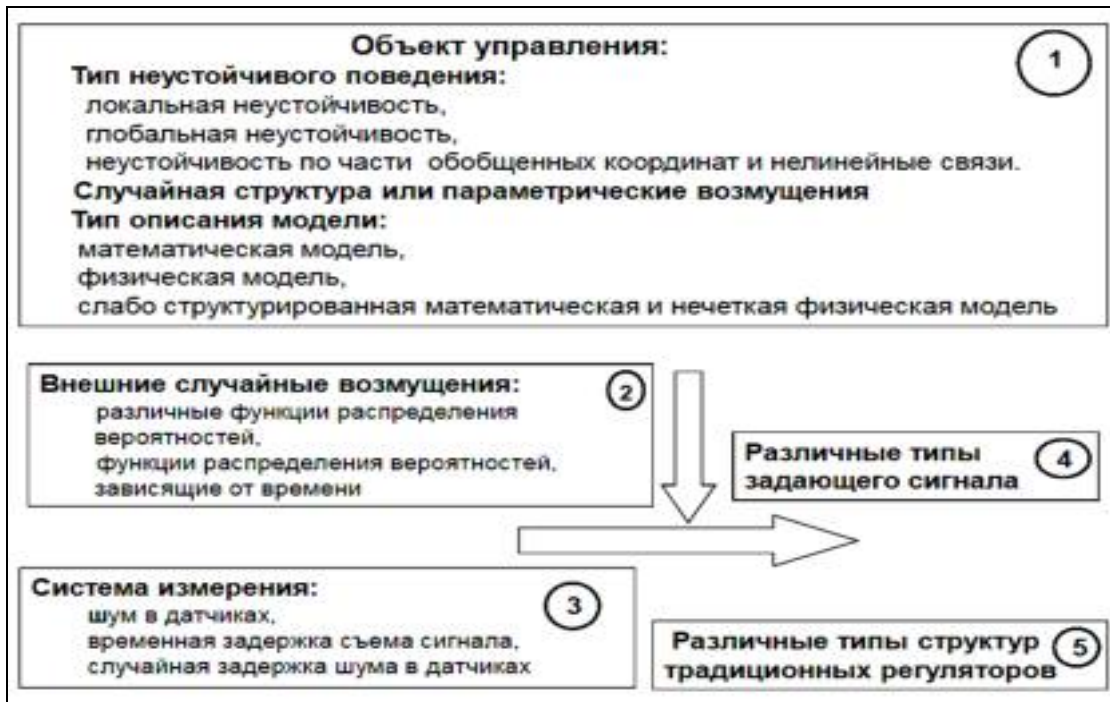 Объект управления:
1
Тип неустойчивого поведения:
локальная неустойчивость,
глобальная неустойчивость,
неустойчивость по части обобщенных координат и нелинейные связи.
Случайная структура или параметрические возмущения
Тип описания модели:
математическая модель,
физическая модель,
слабо структурированная математическая и нечеткая физическая модель
Внешние случайные возмущения:
2
различные функции распределения
вероятностей,
функции распределения вероятностей,
зависящие от времени
Различные типы
задающего сигнала
4
Система измерения:
3
шум в датчиках,
временная задержка съема сигнала,
случайная задержка шума в датчиках
Различные типы структур
традиционных регуляторов
5